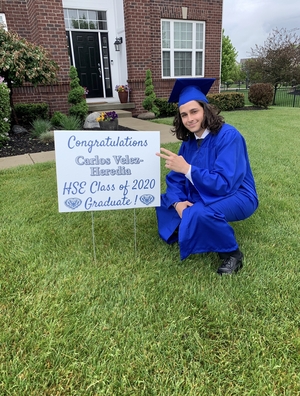 Congratulations
Carlos Velez-
Heredia
HSE Class of 2020
Graduate !